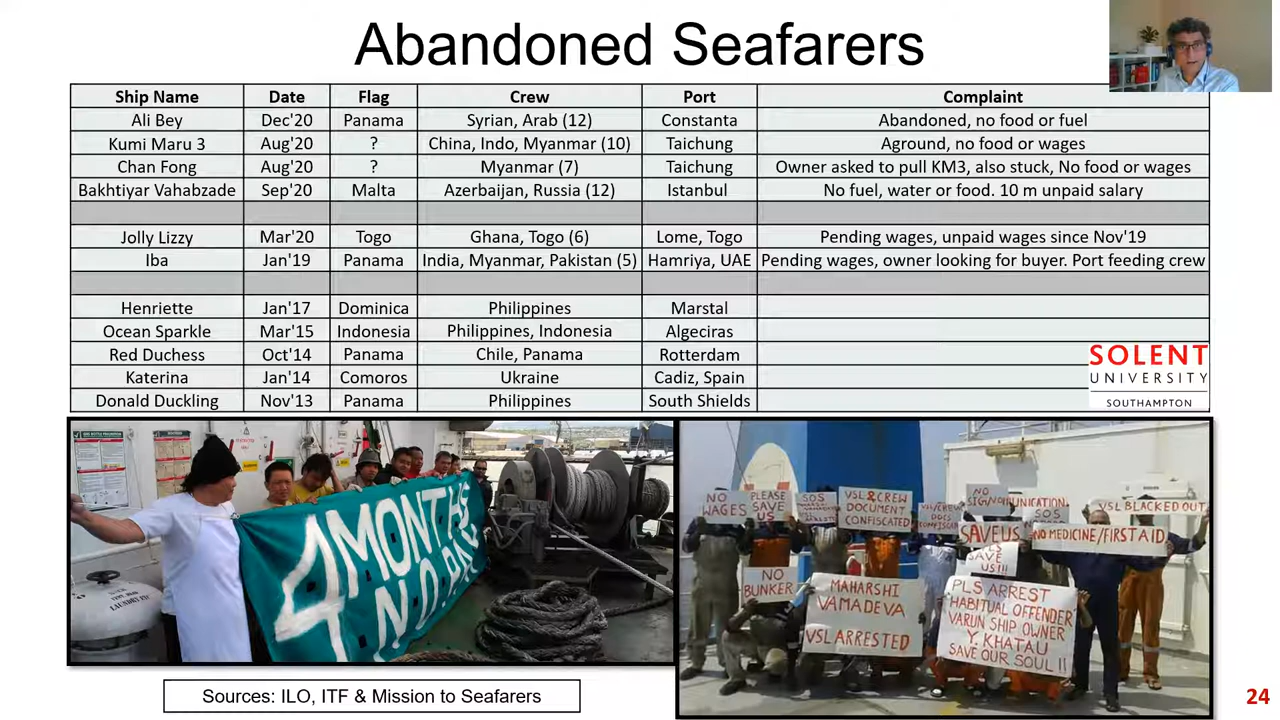 Abandoned Seafarers
Ship Name Date Flag Crew Port Complaint
Ali Bey Dec'20 Panama Syrian, Arab (12) Constanta Abandoned, no food or fuel
Kumi Maru 3 Aug'20 ? China, Indo, Myanmar (10) Taichung Aground, no food or wages
Chan Fong Aug'20 ? Myanmar (7) Taichung Owner asked to pull KM3, also stuck, No food or wages
Bakhtiyar Vahabzade Sep'20 Malta Azerbaijan, Russia (12) Istanbul No fuel, water or food. 10 m unpaid salary
Jolly Lizzy Mar'20 Togo Ghana, Togo (6) Lome, Togo Pending wages, unpaid wages since Nov'19
Iba Jan'19 Panama India, Myanmar, Pakistan (5) Hamriya, UAE Pending wages, owner looking for buyer. Port feeding crew
Henriette Jan'17 Dominica Philippines Marstal
Ocean Sparkle Mar'15 Indonesia Philippines, Indonesia Algeciras
Red Duchess Oct'14 Panama Chile, Panama Rotterdam
Katerina Jan'14 Comoros Ukraine Cadiz, Spain
Donald Duckling Nov'13 Panama Philippines South Shields
SOLENT
UNIVERSITY
SOUTHAMPTON
4 MONTHS
NO PAY
NO
WAGES
PLEASE
SAVE
US
SOS
VSL & CREW
DOCUMENT
CONFISCATED
NO
SOS
VSL BLACKED OUT
SAVE US
NO MEDICINE/FIRST AID
SAVE
US!!!
NO
BUNKER
MAHARSHI
VAMADEVA
VSL ARRESTED
PLS ARREST
HABITUAL OFFENDER
VARUN SHIP OWNER
Y. KHATAU
SAVE OUR SOUL!!
Sources: ILO, ITF & Mission to Seafarers
24